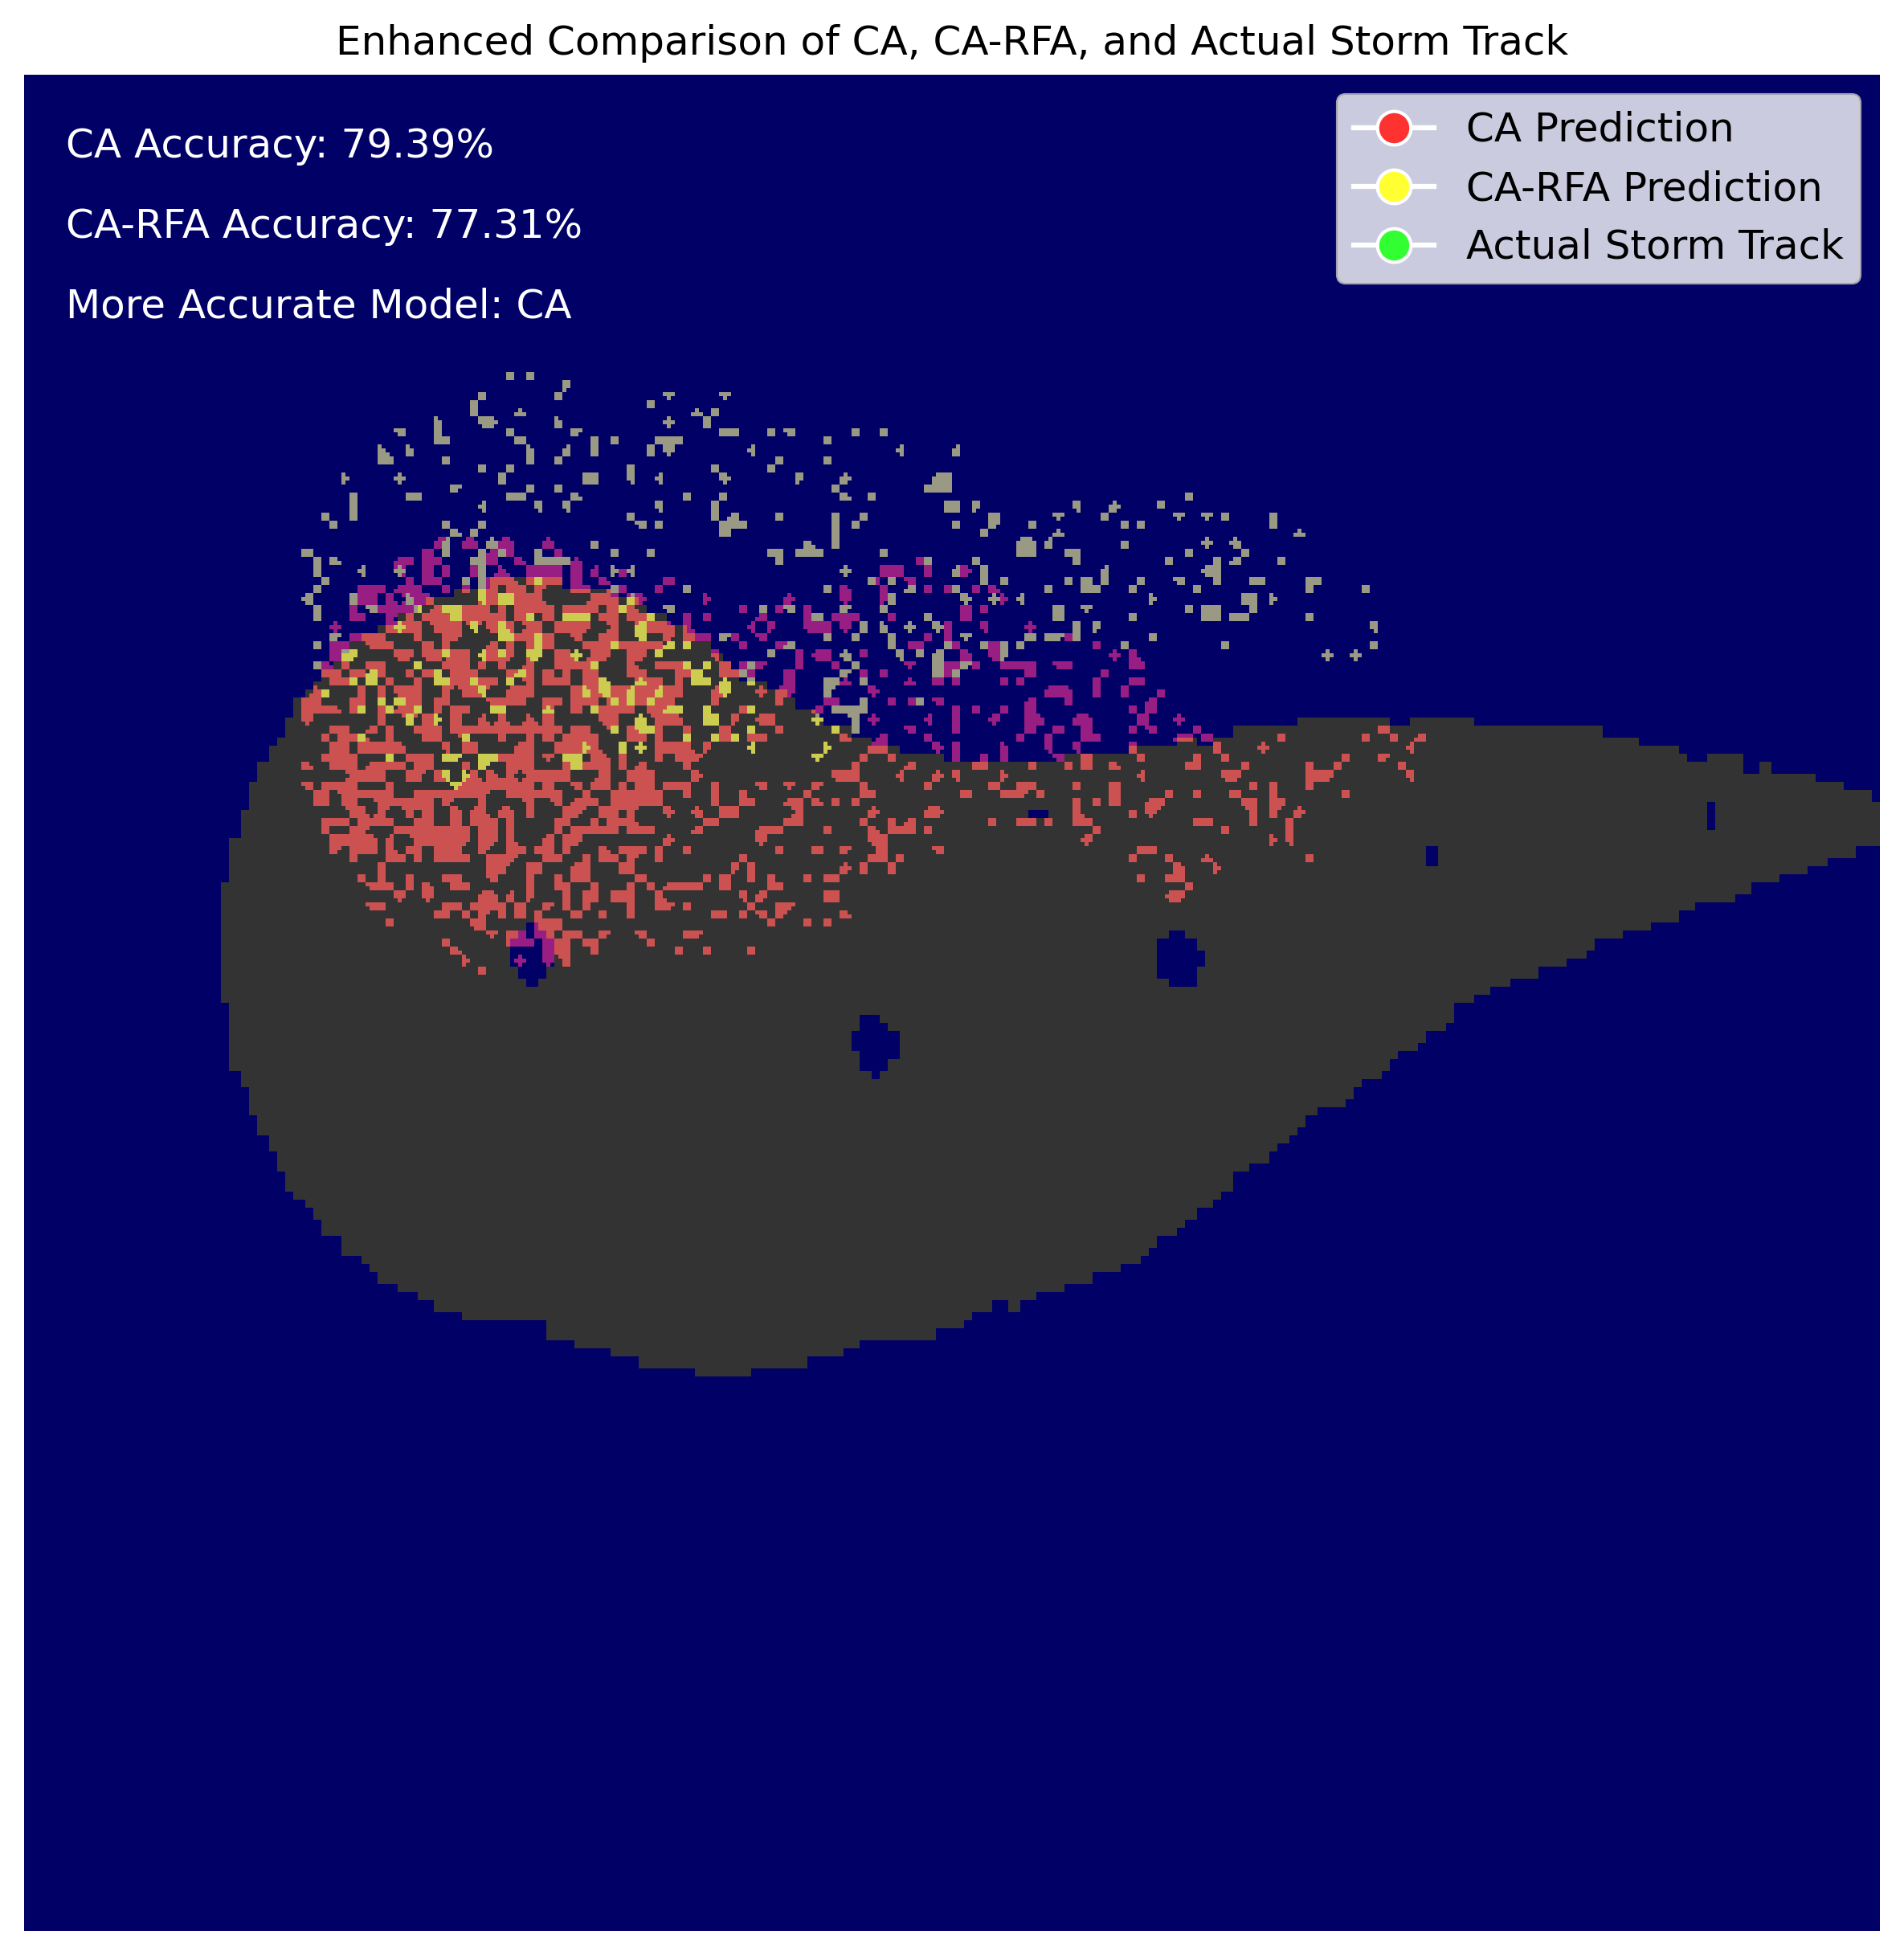 Enhanced Comparison of CA, CA-RFA, and Actual Storm Track
CA Accuracy: 79.39%
CA-RFA Accuracy: 77.31%
More Accurate Model: CA
CA Prediction
CA-RFA Prediction
Actual Storm Track